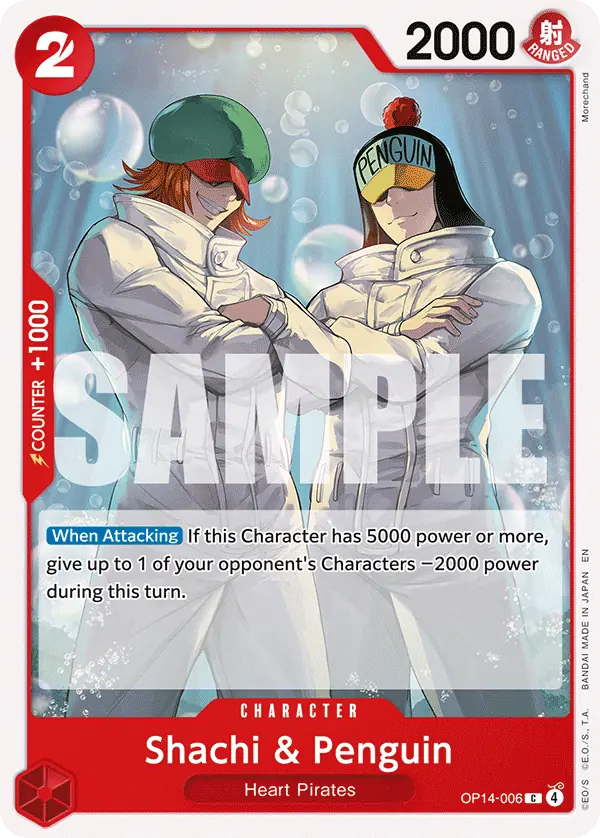 2
2000
射
RANGED
Morechand
PENGUIN
COUNTER +1000
SAMPLE
When Attacking If this Character has 5000 power or more,
give up to 1 of your opponent's Characters −2000 power
during this turn.
CHARACTER
Shachi & Penguin
Heart Pirates
OP14-006 C 4
©E.O/S ©E.O./S., T.A. BANDAI MADE IN JAPAN EN